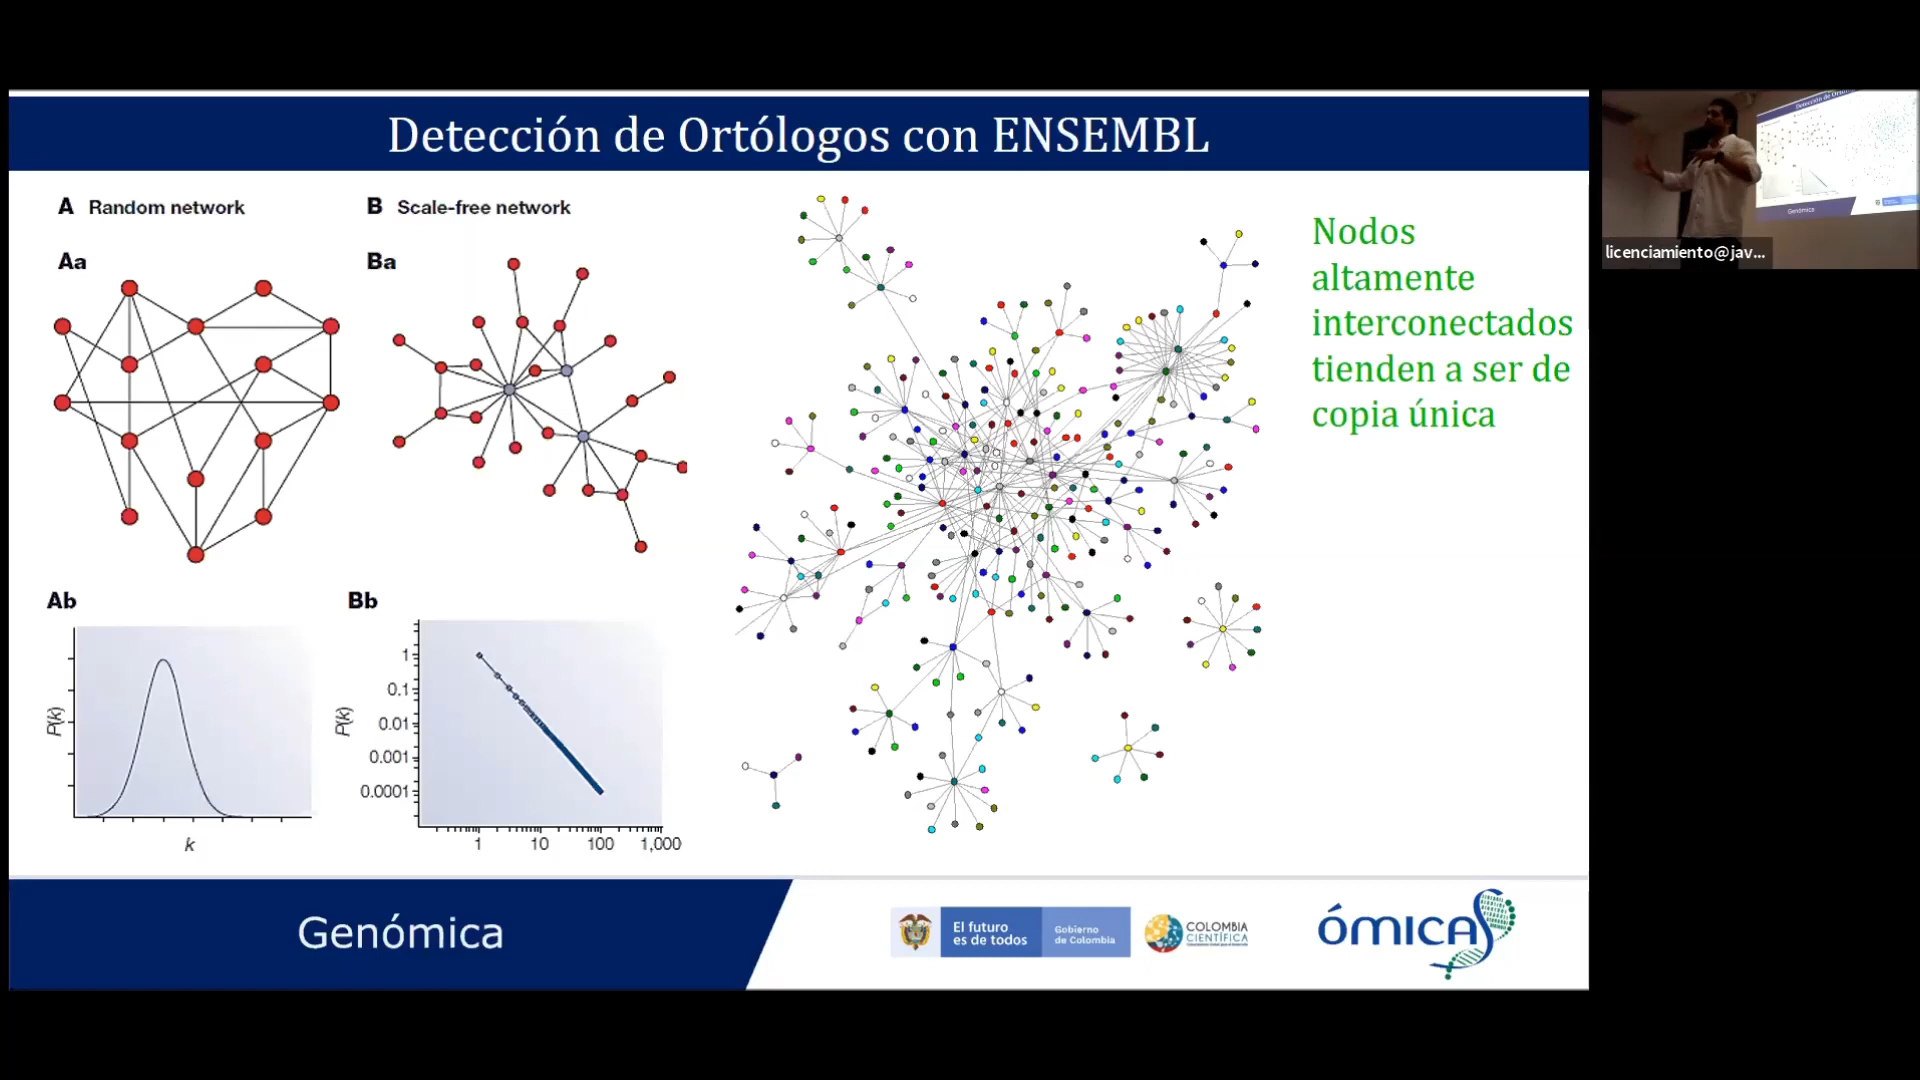 Detección de Ortólogos con ENSEMBL
A Random network
B Scale-free network
Aa
Ba
Nodos
altamente
interconectados
tienden a ser de
copia única
Ab
Bb
P(k)
k
P(k)
1
0.1
0.01
0.001
0.0001
1 10 100 1,000
Genómica
El futuro
es de todos
Gobierno
de Colombia
COLOMBIA
CIENTÍFICA
ómicas
licenciamiento@jav...
Genómica